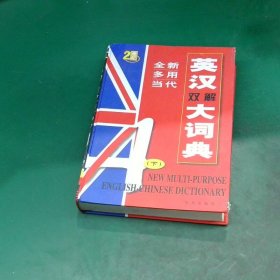 21
全新
多用
当代
英汉
双解
大词典
(下)
NEW MULTI-PURPOSE
ENGLISH-CHINESE DICTIONARY